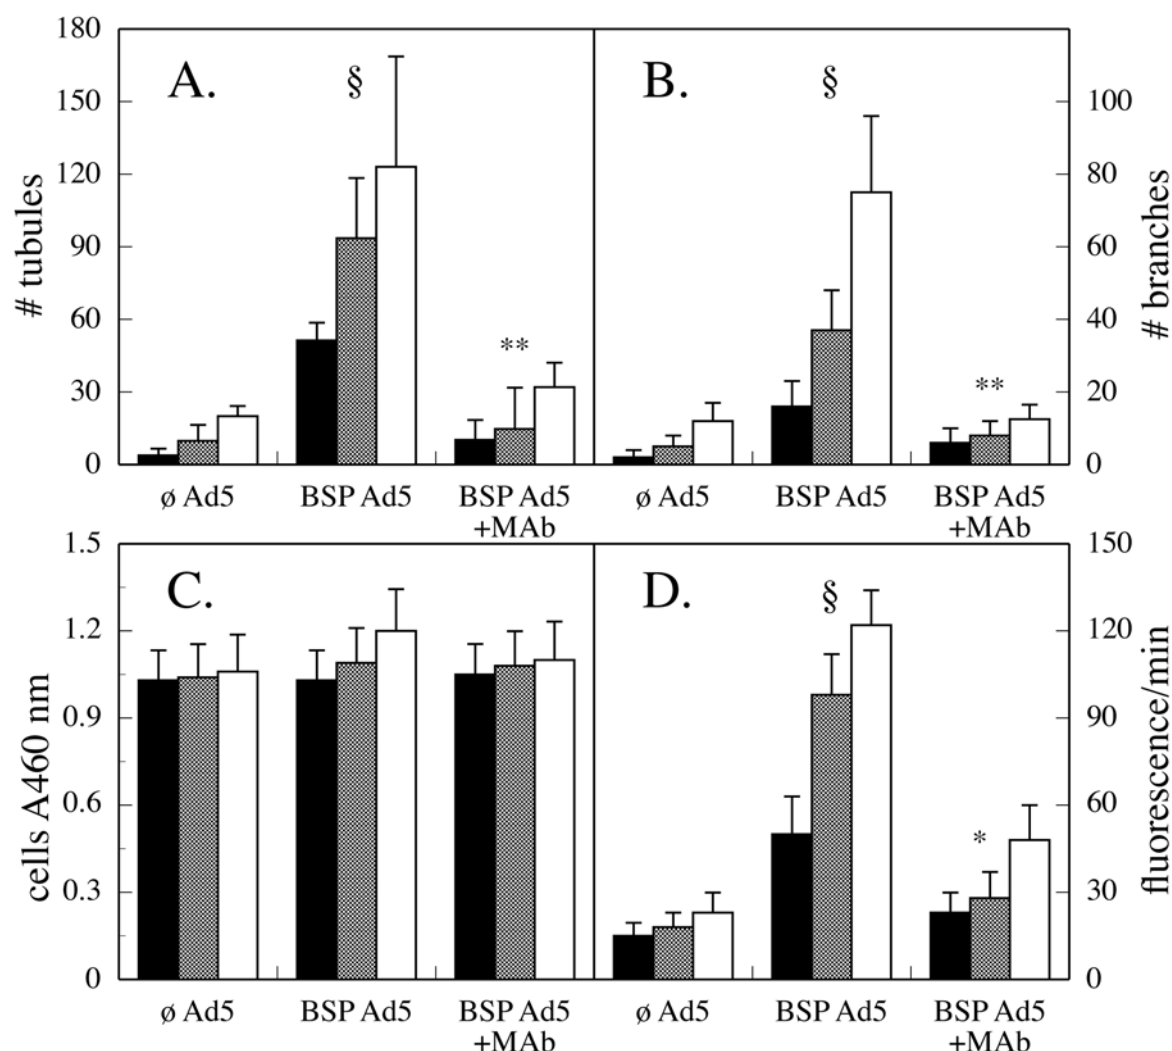 180
150
120
90
60
30
0
# tubules
A.
§
**
ø Ad5
BSP Ad5
BSP Ad5
+MAb
B.
§
**
100
80
60
40
20
0
# branches
ø Ad5
BSP Ad5
BSP Ad5
+MAb
1.5
1.2
0.9
0.6
0.3
0
cells A460 nm
C.
ø Ad5
BSP Ad5
BSP Ad5
+MAb
D.
§
*
150
120
90
60
30
0
fluorescence/min
ø Ad5
BSP Ad5
BSP Ad5
+MAb